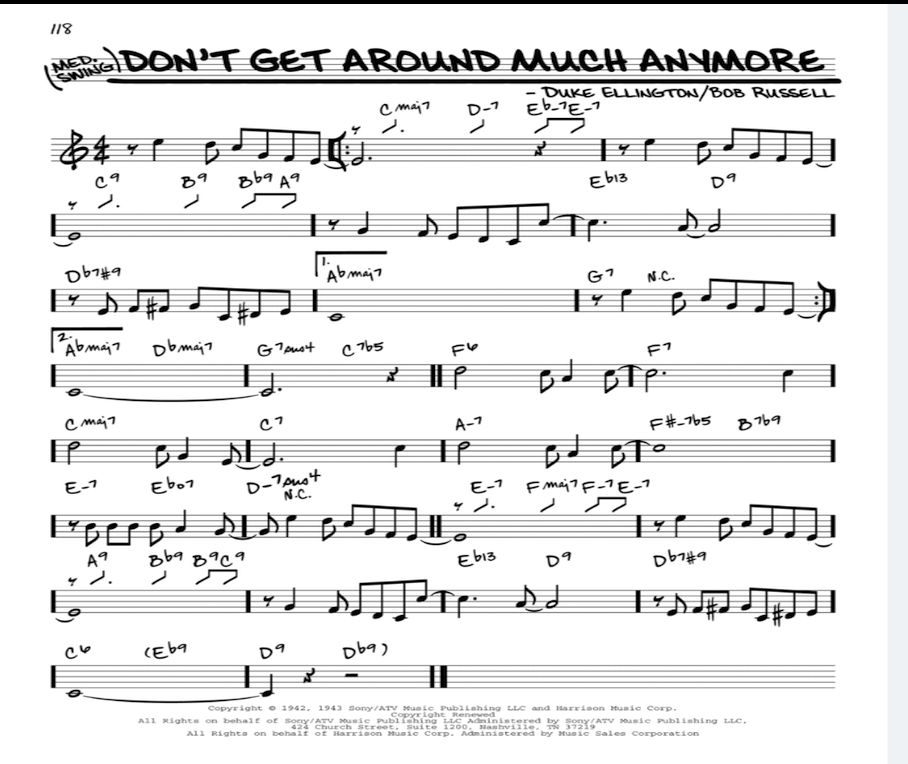 118
(MED. SWING) DON'T GET AROUND MUCH ANYMORE
- DUKE ELLINGTON/BOB RUSSELL
Cmaj7 D-7 Eb-7 E-7
C9 B9 Bb9 A9 Eb13 D9
Db7#9 1. Abmaj7 G7 N.C.
2. Abmaj7 Dbmaj7 G7sus4 C7b5 F6 F7
Cmaj7 C7 A-7 F#-7b5 B7b9
E-7 Ebo7 D-7sus4 N.C. E-7 Fmaj7 F-7 E-7
A9 Bb9 B9 C9 Eb13 D9 Db7#9
C6 (Eb9 D9 Db9)
Copyright © 1942, 1943 Sony/ATV Music Publishing LLC and Harrison Music Corp.
Copyright Renewed
All Rights on behalf of Sony/ATV Music Publishing LLC Administered by Sony/ATV Music Publishing LLC,
424 Church Street, Suite 1200, Nashville, TN 37219
All Rights on behalf of Harrison Music Corp. Administered by Music Sales Corporation